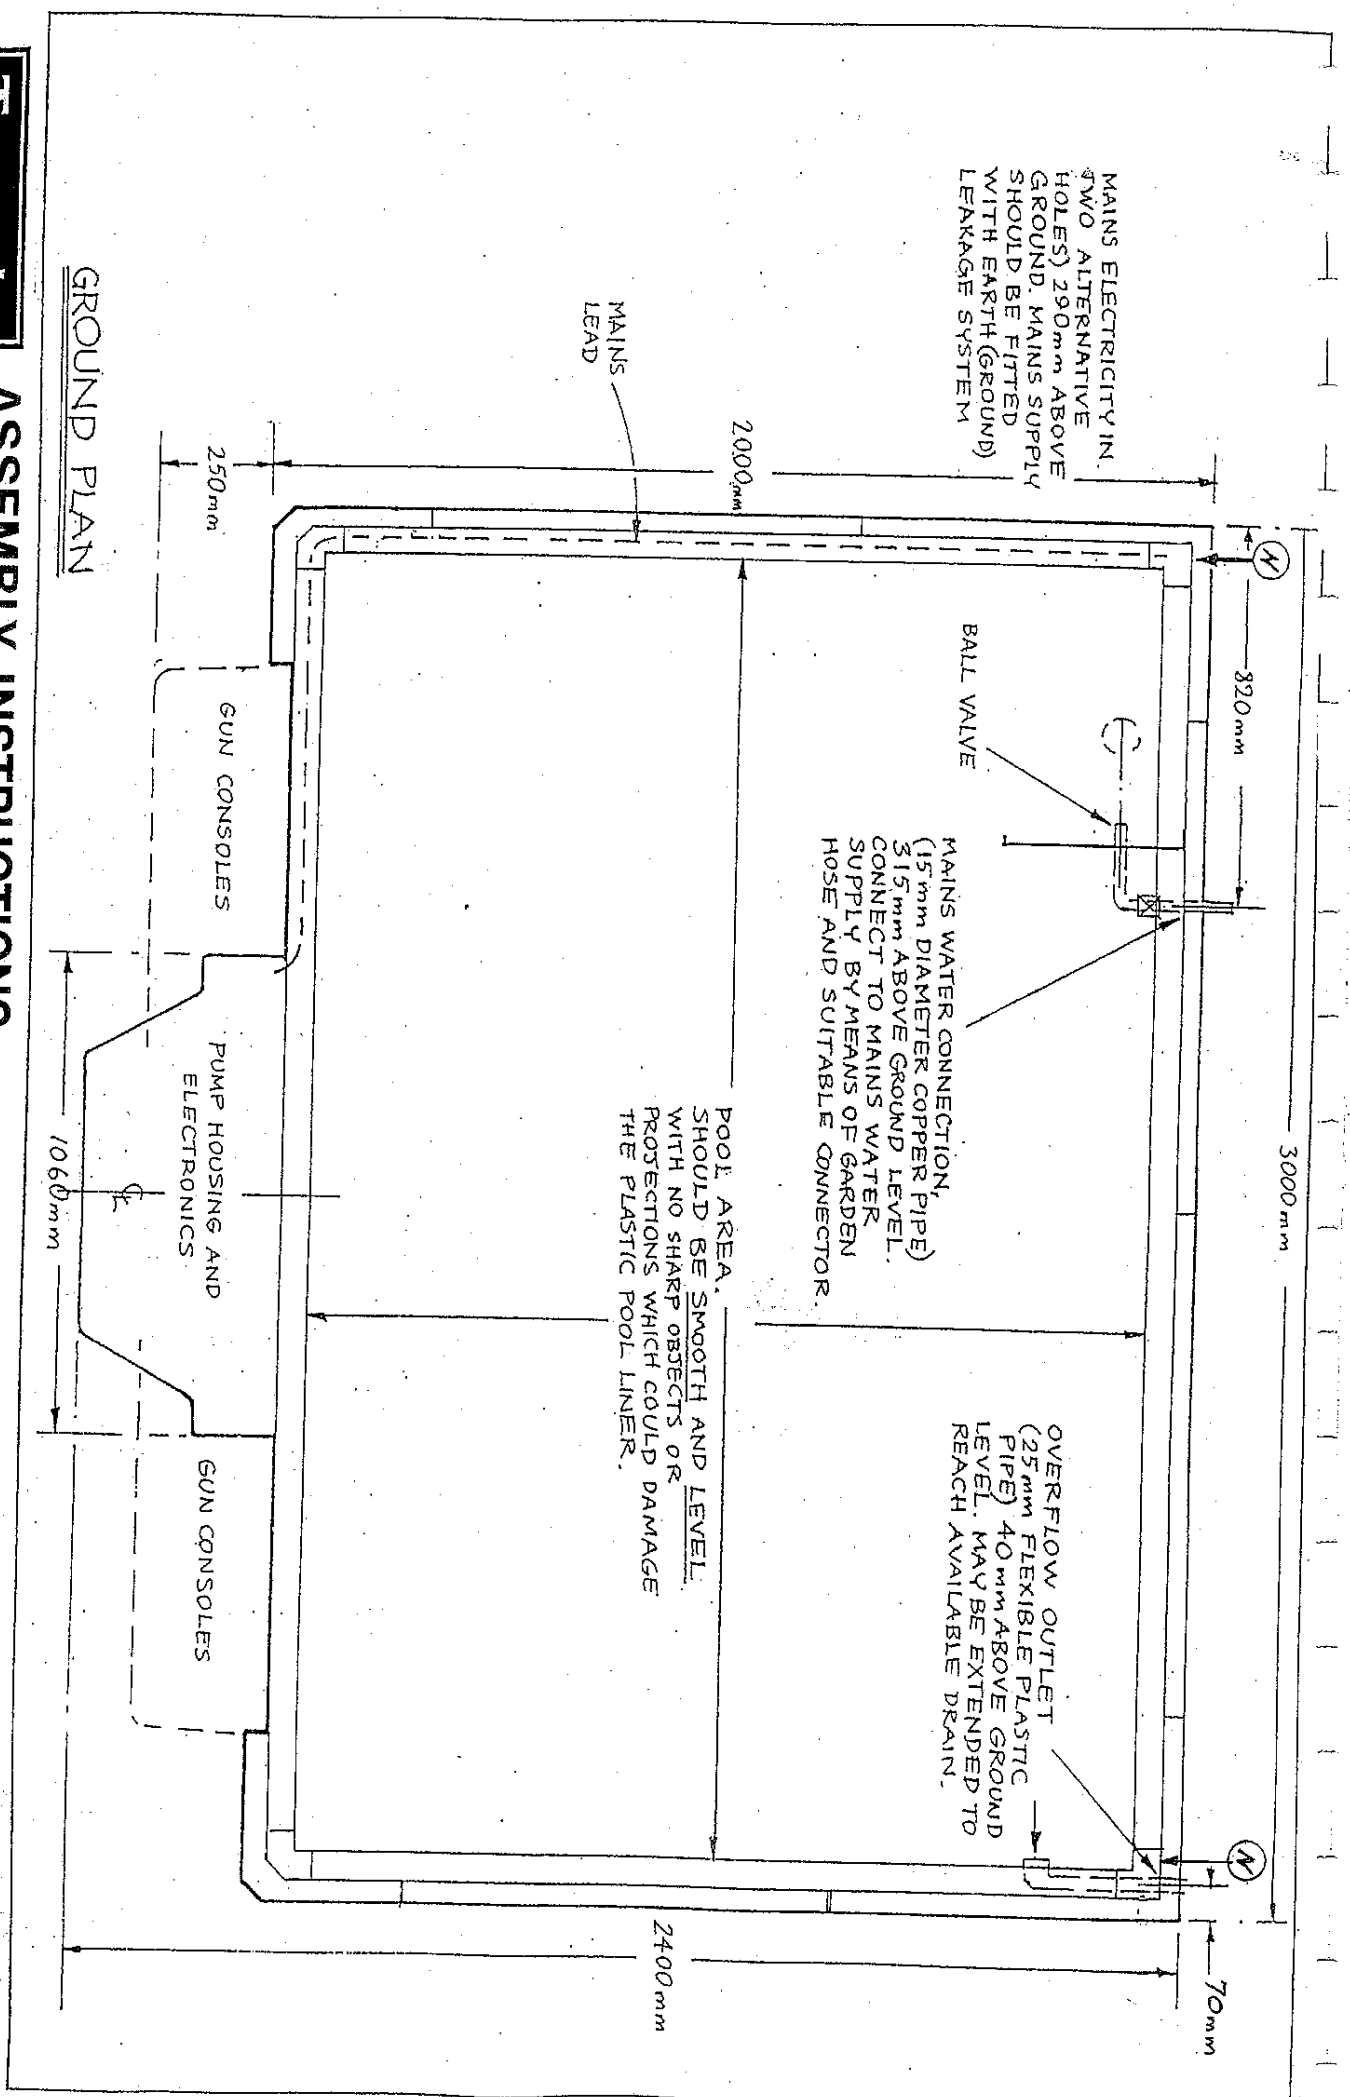 3000mm
820mm
70mm
N
N
MAINS ELECTRICITY IN.
TWO ALTERNATIVE
HOLES) 290mm ABOVE
GROUND. MAINS SUPPLY
SHOULD BE FITTED
WITH EARTH (GROUND)
LEAKAGE SYSTEM
BALL VALVE
MAINS WATER CONNECTION,
(15mm DIAMETER COPPER PIPE)
315mm ABOVE GROUND LEVEL.
CONNECT TO MAINS WATER
SUPPLY BY MEANS OF GARDEN
HOSE AND SUITABLE CONNECTOR.
OVERFLOW OUTLET
(25mm FLEXIBLE PLASTIC
PIPE) 40mm ABOVE GROUND
LEVEL. MAY BE EXTENDED TO
REACH AVAILABLE DRAIN.
2000mm
MAINS
LEAD
POOL AREA.
SHOULD BE SMOOTH AND LEVEL
WITH NO SHARP OBJECTS OR
PROJECTIONS WHICH COULD DAMAGE
THE PLASTIC POOL LINER.
2400mm
250mm
GUN CONSOLES
PUMP HOUSING AND
ELECTRONICS
GUN CONSOLES
CL
1060mm
GROUND PLAN
ASSEMBLY INSTRUCTIONS